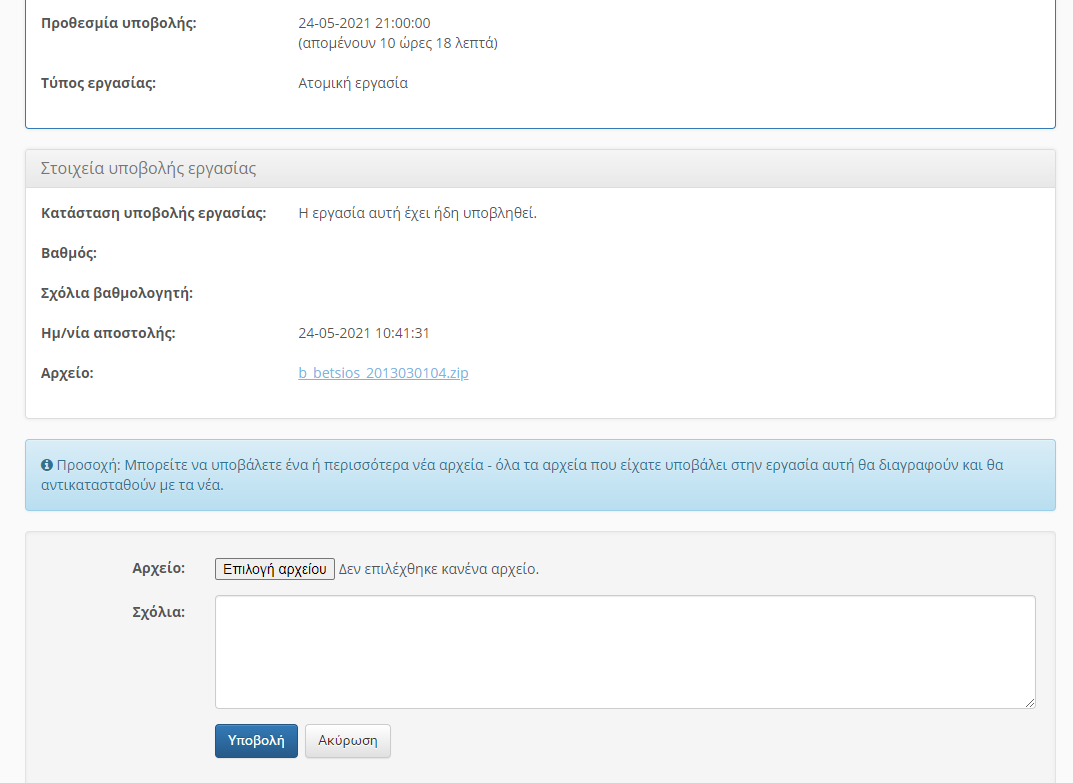 Προθεσμία υποβολής: 24-05-2021 21:00:00
(απομένουν 10 ώρες 18 λεπτά)
Τύπος εργασίας: Ατομική εργασία
Στοιχεία υποβολής εργασίας
Κατάσταση υποβολής εργασίας: Η εργασία αυτή έχει ήδη υποβληθεί.
Βαθμός:
Σχόλια βαθμολογητή:
Ημ/νία αποστολής: 24-05-2021 10:41:31
Αρχείο: b_betsios_2013030104.zip
Προσοχή: Μπορείτε να υποβάλετε ένα ή περισσότερα νέα αρχεία - όλα τα αρχεία που είχατε υποβάλει στην εργασία αυτή θα διαγραφούν και θα
αντικατασταθούν με τα νέα.
Αρχείο: Επιλογή αρχείου Δεν επιλέχθηκε κανένα αρχείο.
Σχόλια:
Υποβολή Ακύρωση